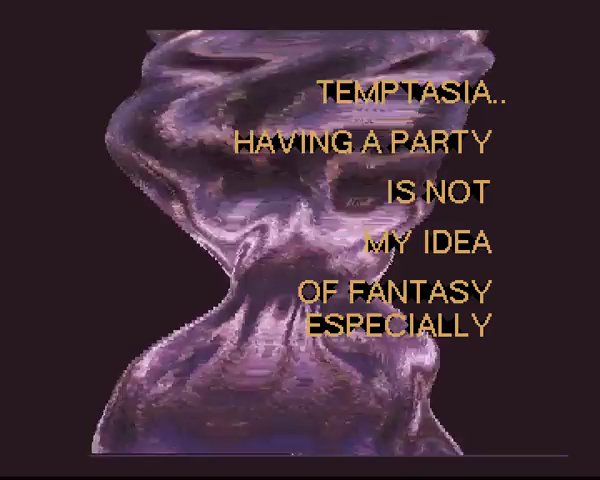 TEMPTASIA..
HAVING A PARTY
IS NOT
MY IDEA
OF FANTASY
ESPECIALLY